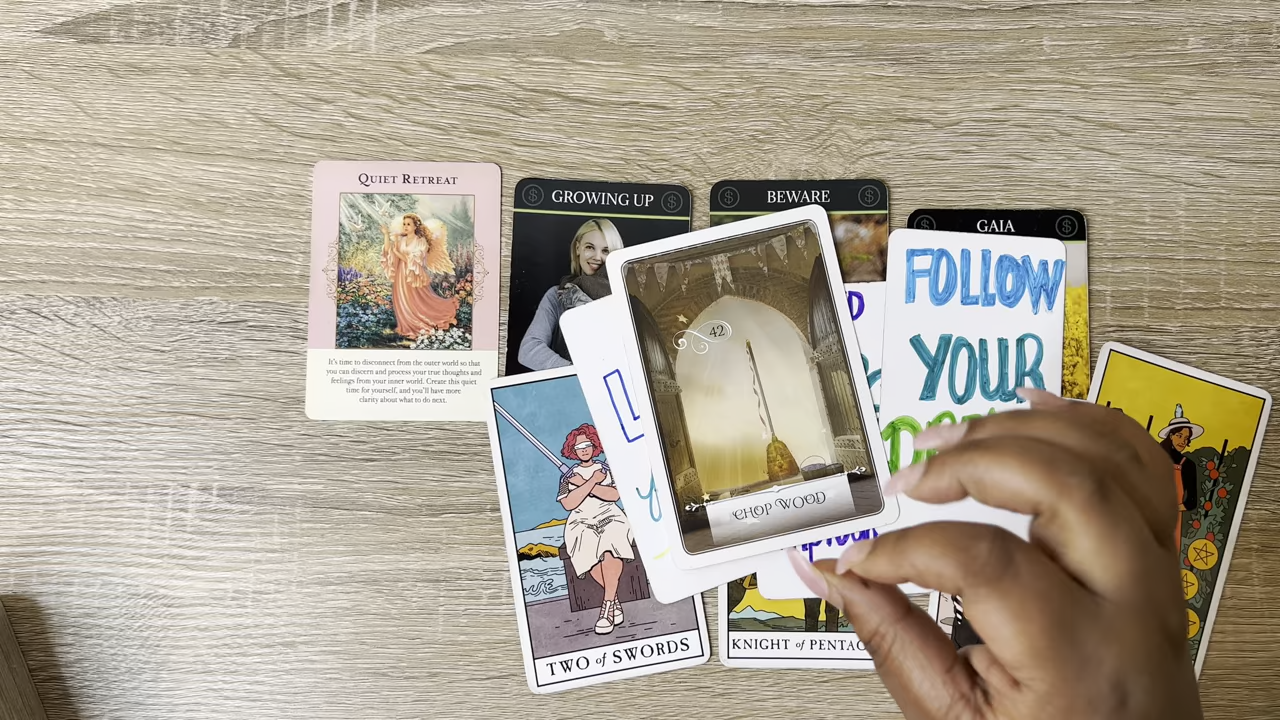 QUIET RETREAT
It's time to disconnect from the outer world so that
you can discern and process your true thoughts and
feelings from your inner world. Create this quiet
time for yourself, and you'll have more
clarity about what to do next.
GROWING UP
BEWARE
GAIA
42
CHOP WOOD
FOLLOW
YOUR
TWO of SWORDS
KNIGHT of PENTAC